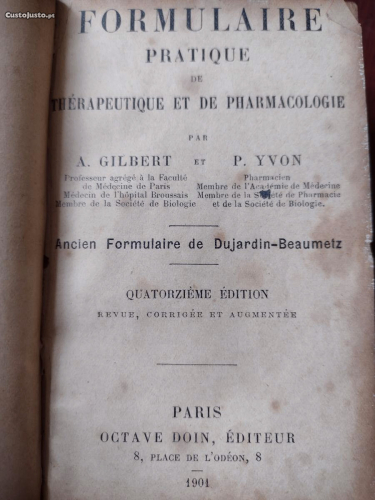 CustoJusto.pt
FORMULAIRE
PRATIQUE
DE
THÉRAPEUTIQUE ET DE PHARMACOLOGIE
PAR
A. GILBERT ET P. YVON
Professeur agrégé à la Faculté
de Médecine de Paris
Médecin de l'hôpital Broussais
Membre de la Société de Biologie
Pharmacien
Membre de l'Académie de Médecine
Membre de la Société de Pharmacie
et de la Société de Biologie.
Ancien Formulaire de Dujardin-Beaumetz
QUATORZIÈME ÉDITION
REVUE, CORRIGÉE ET AUGMENTÉE
PARIS
OCTAVE DOIN, ÉDITEUR
8, PLACE DE L'ODÉON, 8
1901